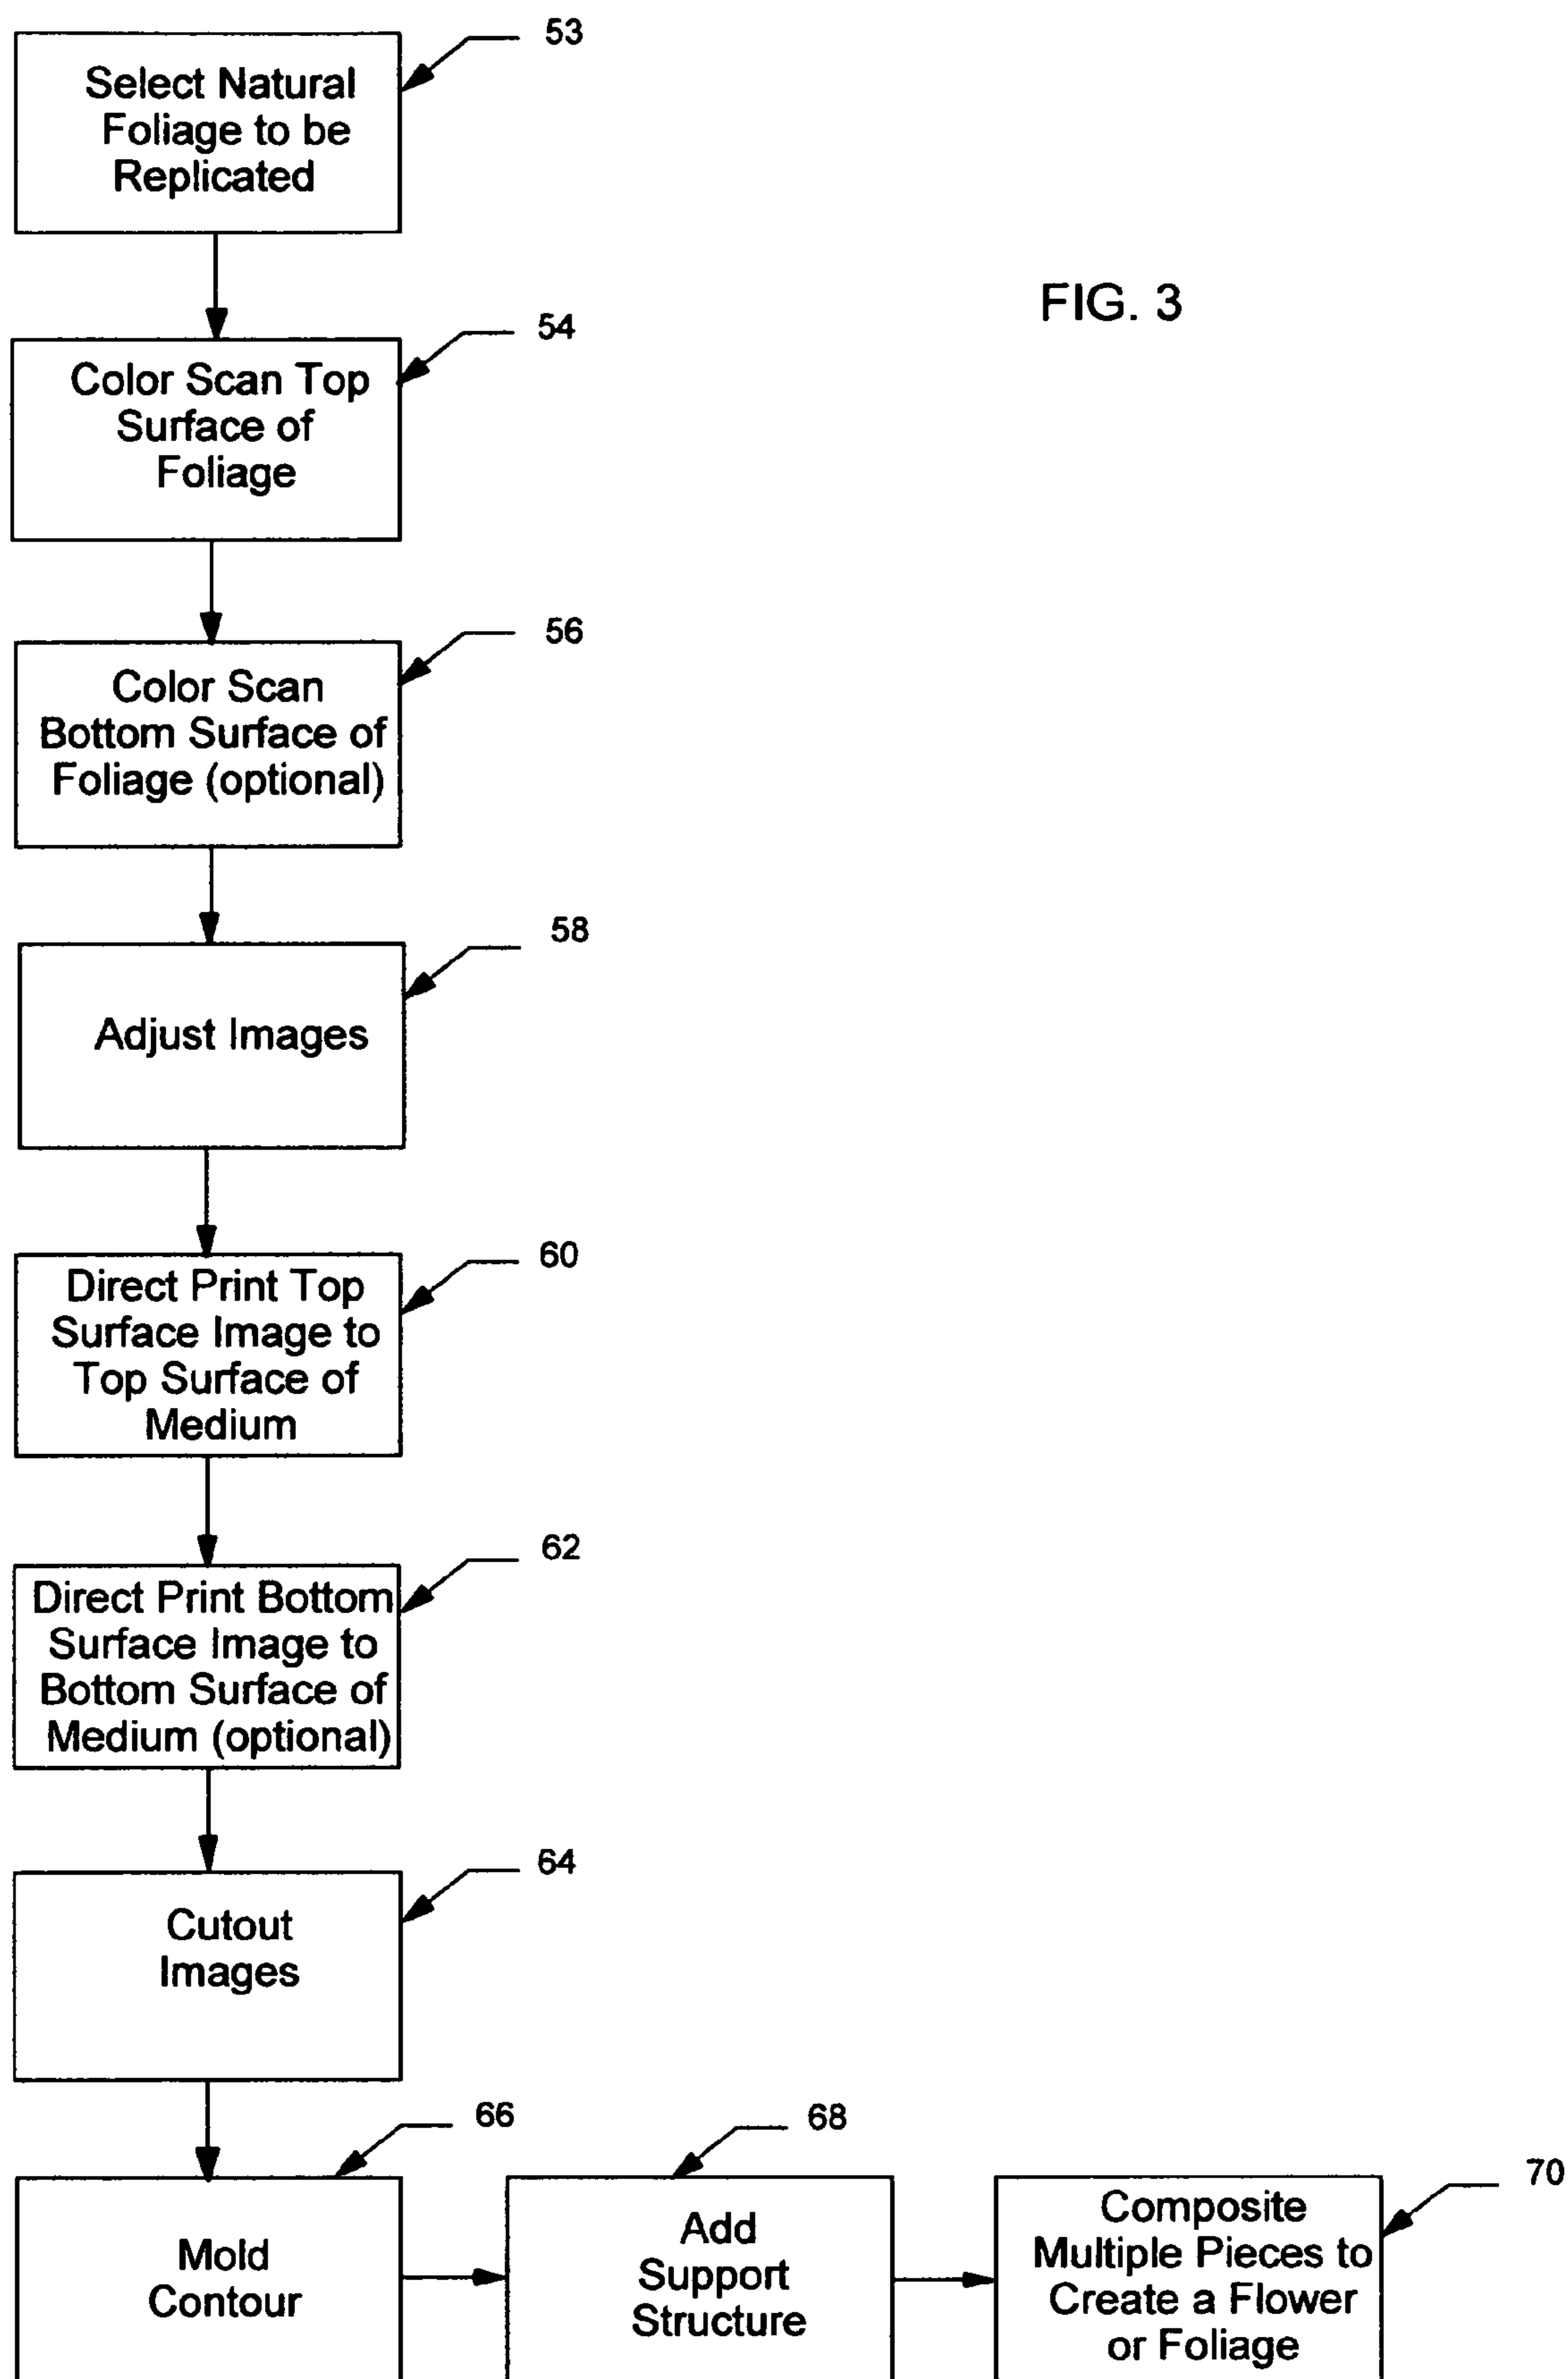 53
Select Natural
Foliage to be
Replicated
FIG. 3
54
Color Scan Top
Surface of
Foliage
56
Color Scan
Bottom Surface of
Foliage (optional)
58
Adjust Images
60
Direct Print Top
Surface Image to
Top Surface of
Medium
62
Direct Print Bottom
Surface Image to
Bottom Surface of
Medium (optional)
64
Cutout
Images
66
Mold
Contour
68
Add
Support
Structure
70
Composite
Multiple Pieces to
Create a Flower
or Foliage